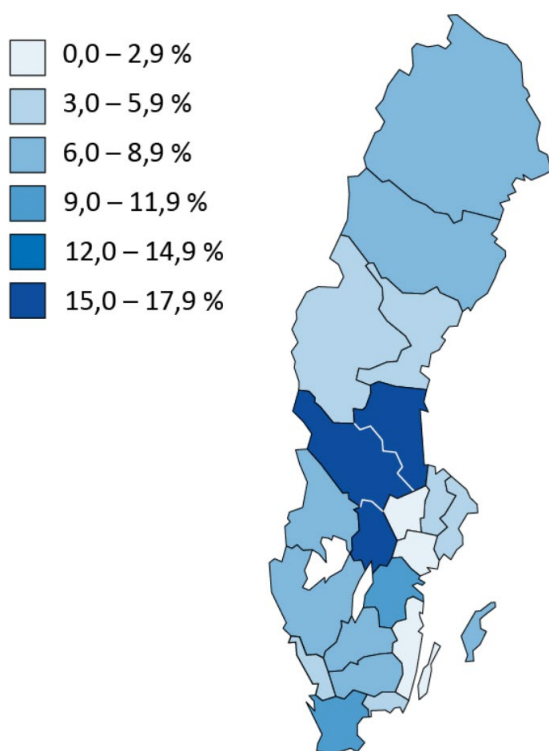 0,0 – 2,9 %
3,0 – 5,9 %
6,0 – 8,9 %
9,0 – 11,9 %
12,0 – 14,9 %
15,0 – 17,9 %